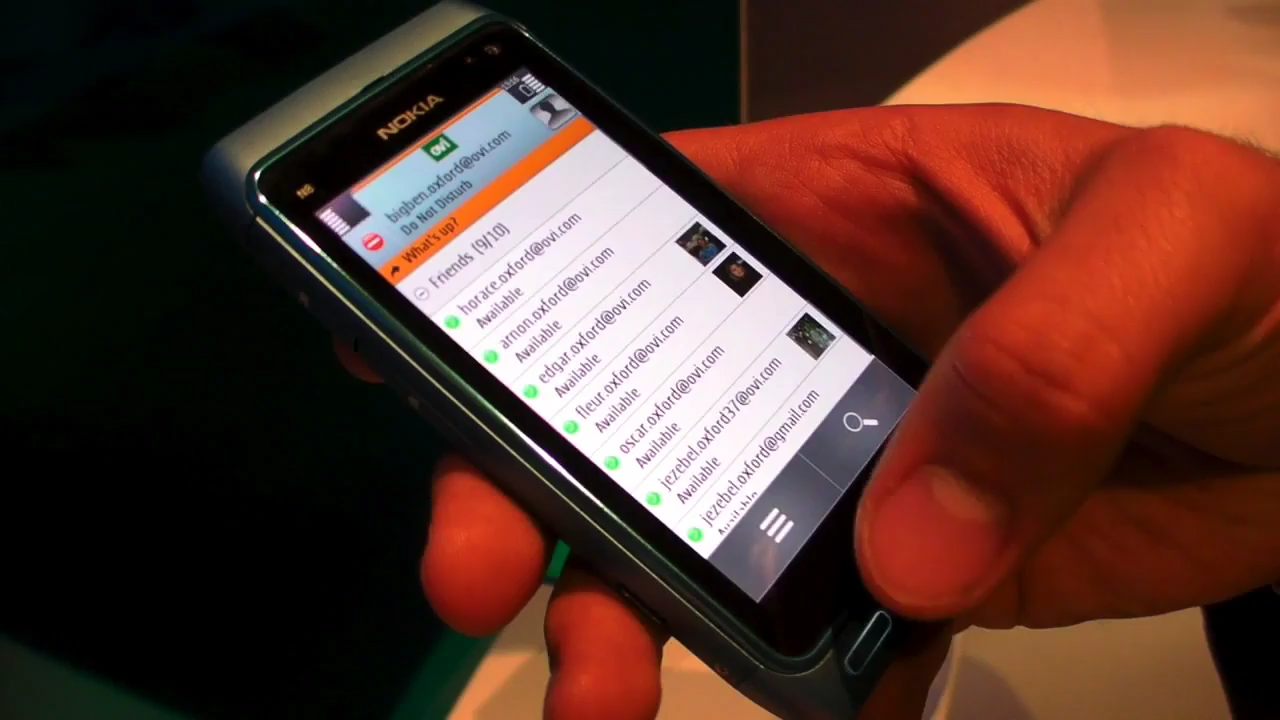 NOKIA
N8
ovi
bigben.oxford@ovi.com
Do Not Disturb
What's up?
Friends (9/10)
horace.oxford@ovi.com
Available
arnon.oxford@ovi.com
Available
edgar.oxford@ovi.com
Available
fleur.oxford@ovi.com
Available
oscar.oxford@ovi.com
Available
jezebel.oxford37@ovi.com
Available
jezebel.oxford@gmail.com
Available